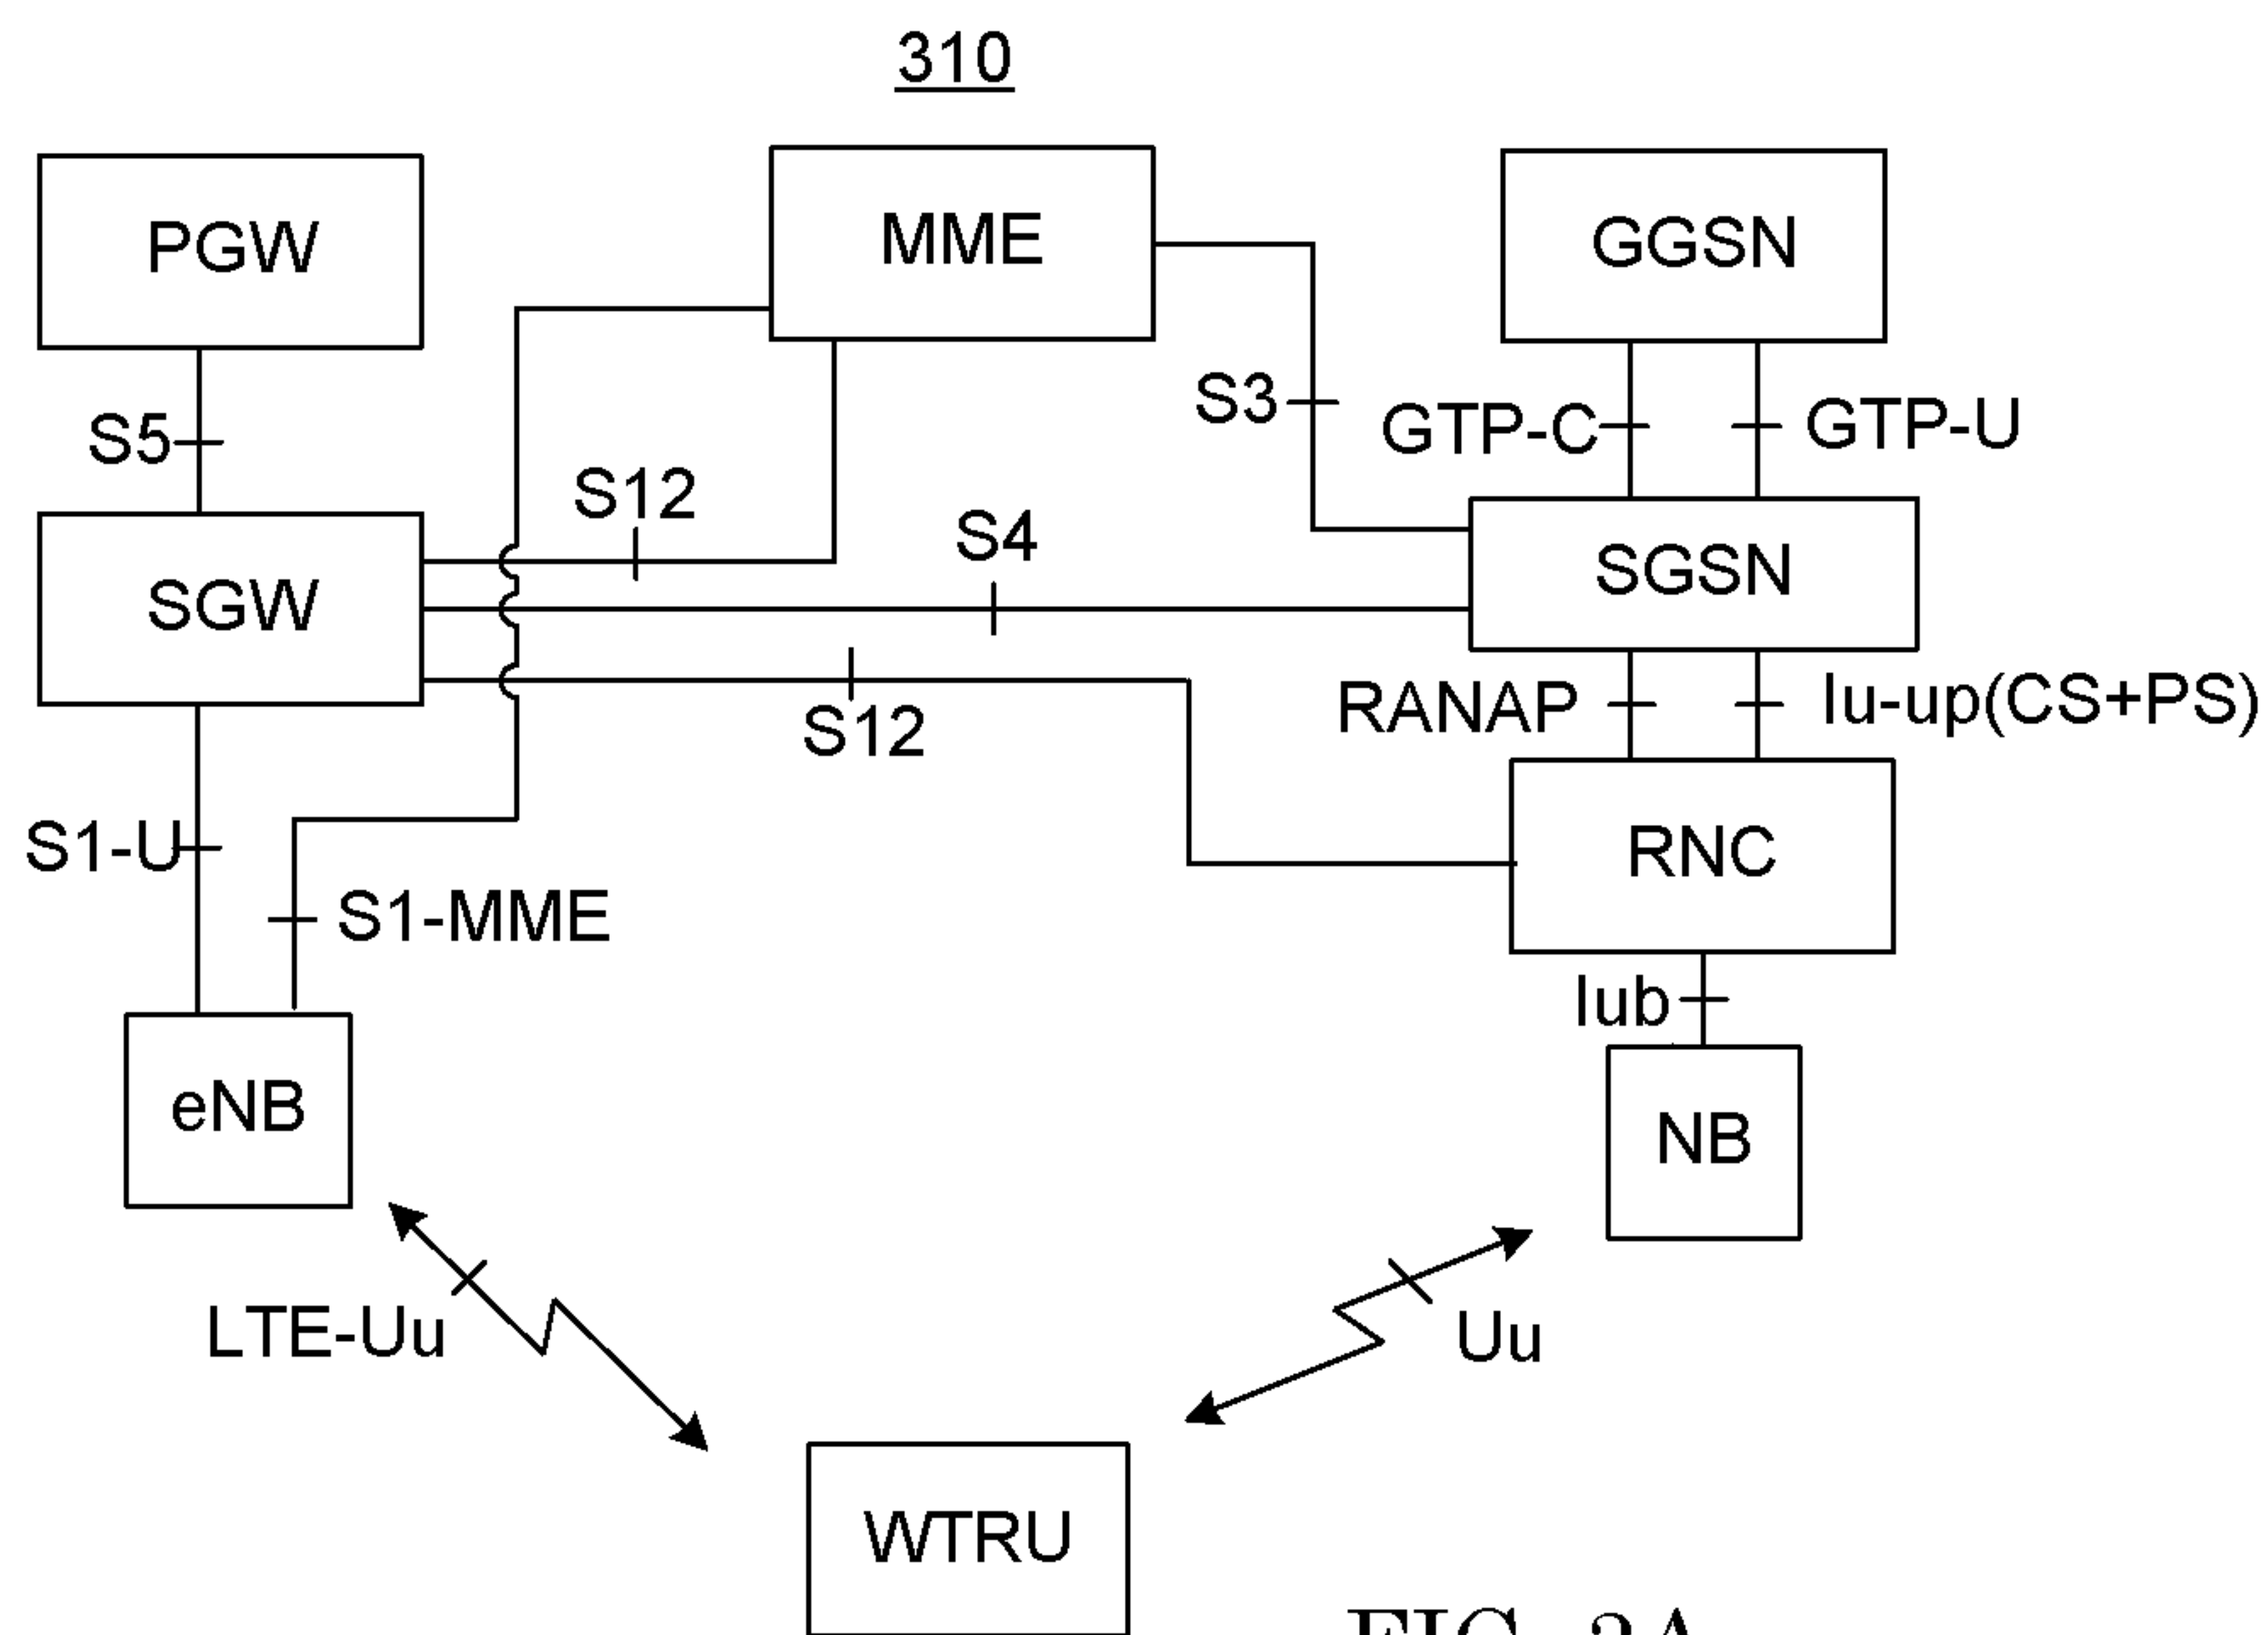 310
PGW
MME
GGSN
S5
S12
S3
GTP-C
GTP-U
SGW
S4
SGSN
S12
RANAP
Iu-up(CS+PS)
S1-U
S1-MME
RNC
Iub
eNB
NB
LTE-Uu
Uu
WTRU